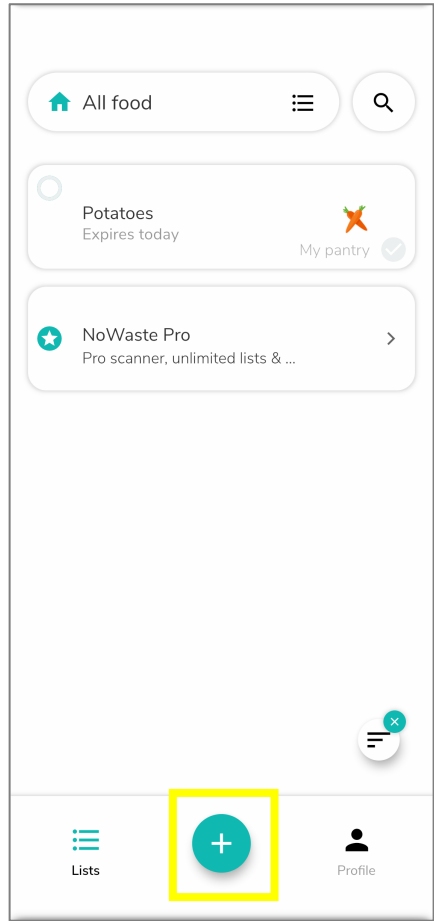 All food
Potatoes
Expires today
My pantry
NoWaste Pro
Pro scanner, unlimited lists & ...
Lists
Profile